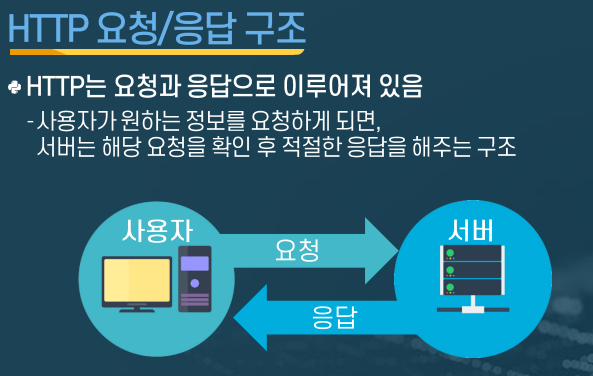 HTTP 요청/응답 구조
HTTP는 요청과 응답으로 이루어져 있음
- 사용자가 원하는 정보를 요청하게 되면,
서버는 해당 요청을 확인 후 적절한 응답을 해주는 구조
사용자
서버
요청
응답